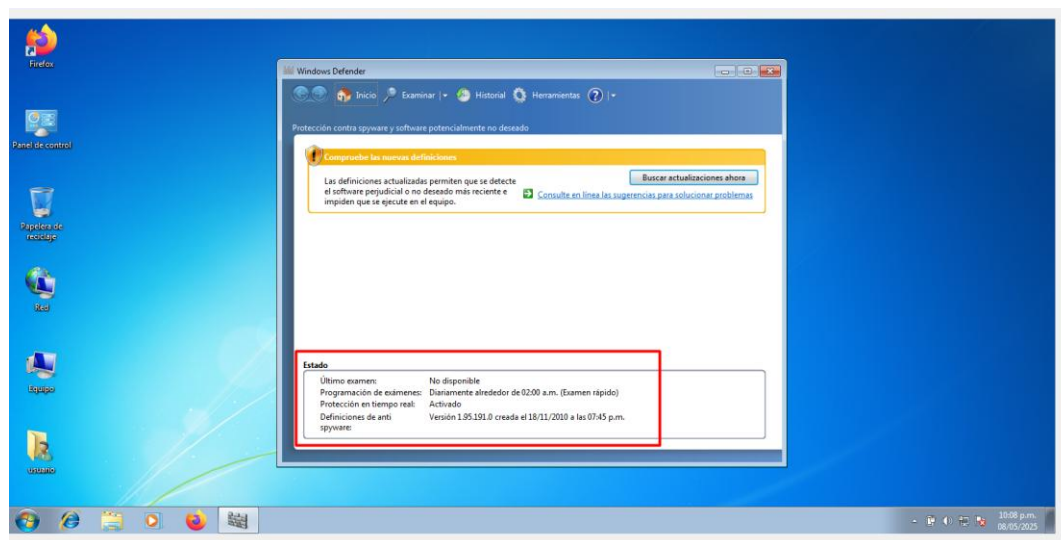 Firefox
Panel de control
Papelera de
reciclaje
Red
Equipo
usuario
Windows Defender
Inicio Examinar Historial Herramientas
Protección contra spyware y software potencialmente no deseado
Compruebe las nuevas definiciones
Las definiciones actualizadas permiten que se detecte
el software perjudicial o no deseado más reciente e
impiden que se ejecute en el equipo.
Buscar actualizaciones ahora
Consulte en línea las sugerencias para solucionar problemas
Estado
Último examen: No disponible
Programación de exámenes: Diariamente alrededor de 02:00 a.m. (Examen rápido)
Protección en tiempo real: Activado
Definiciones de anti Versión 1.95.191.0 creada el 18/11/2010 a las 07:45 p.m.
spyware:
10:08 p.m.
08/05/2025